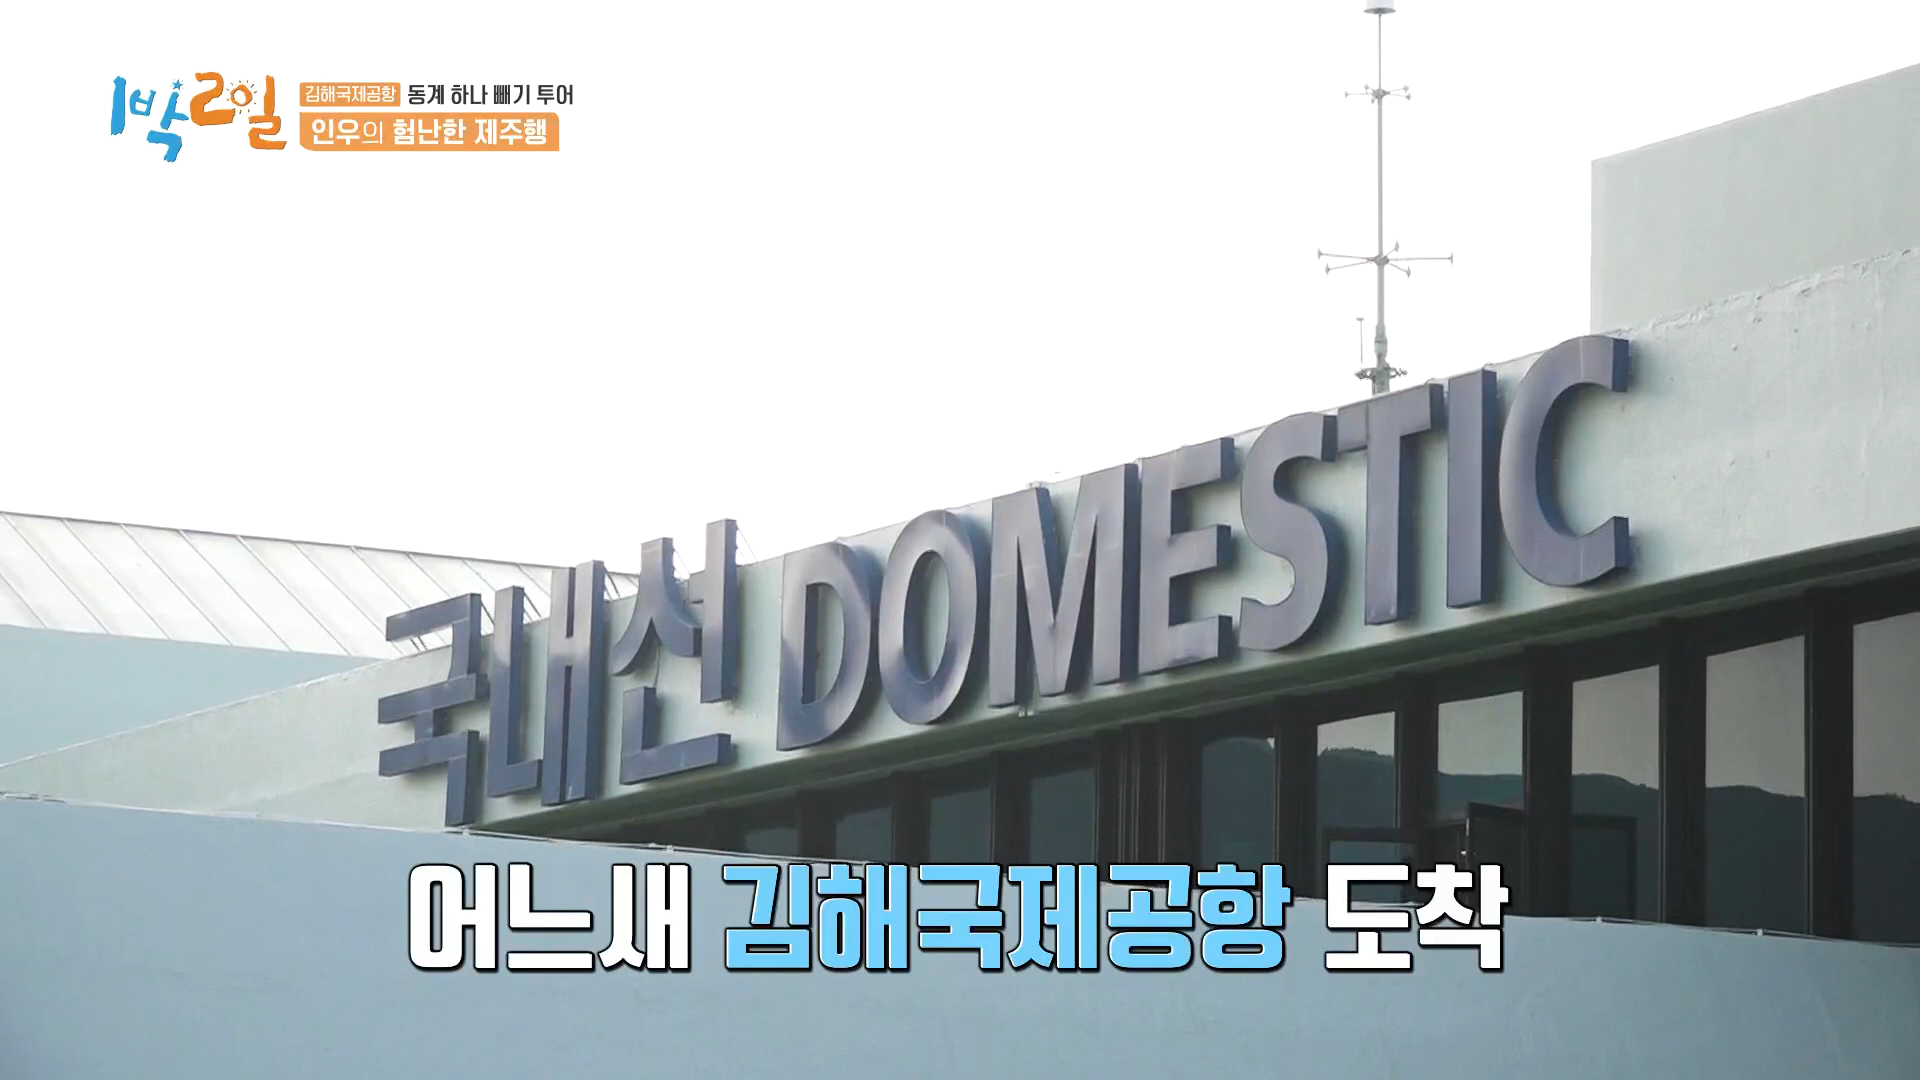 1박2일
김해국제공항 동계 하나 빼기 투어
인우의 험난한 제주행
국내선 DOMESTIC
어느새 김해국제공항 도착